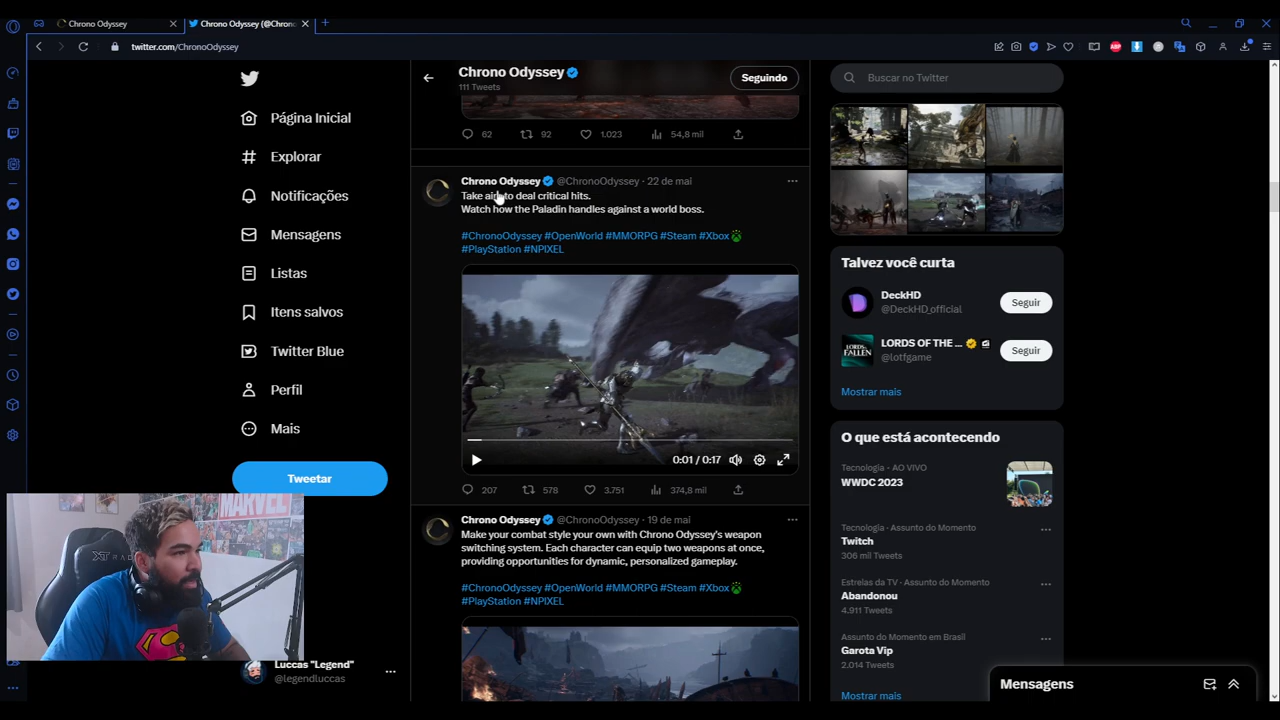 Chrono Odyssey
Chrono Odyssey (@Chrono
twitter.com/ChronoOdyssey
Página Inicial
Explorar
Notificações
Mensagens
Listas
Itens salvos
Twitter Blue
Perfil
Mais
Tweetar
Luccas "Legend"
@legendluccas
Chrono Odyssey
111 Tweets
Seguindo
62 92 1.023 54,8 mil
Chrono Odyssey @ChronoOdyssey · 22 de mai
Take aim to deal critical hits.
Watch how the Paladin handles against a world boss.
#ChronoOdyssey #OpenWorld #MMORPG #Steam #Xbox
#PlayStation #NPIXEL
0:01 / 0:17
207 578 3.751 374,8 mil
Chrono Odyssey @ChronoOdyssey · 19 de mai
Make your combat style your own with Chrono Odyssey's weapon
switching system. Each character can equip two weapons at once,
providing opportunities for dynamic, personalized gameplay.
#ChronoOdyssey #OpenWorld #MMORPG #Steam #Xbox
#PlayStation #NPIXEL
Buscar no Twitter
Talvez você curta
DeckHD
@DeckHD_official
Seguir
LORDS OF THE ...
@lotfgame
Seguir
Mostrar mais
O que está acontecendo
Tecnologia · AO VIVO
WWDC 2023
Tecnologia · Assunto do Momento
Twitch
306 mil Tweets
Estrelas da TV · Assunto do Momento
Abandonou
4.911 Tweets
Assunto do Momento em Brasil
Garota Vip
2.014 Tweets
Mostrar mais
Mensagens
MARVEL